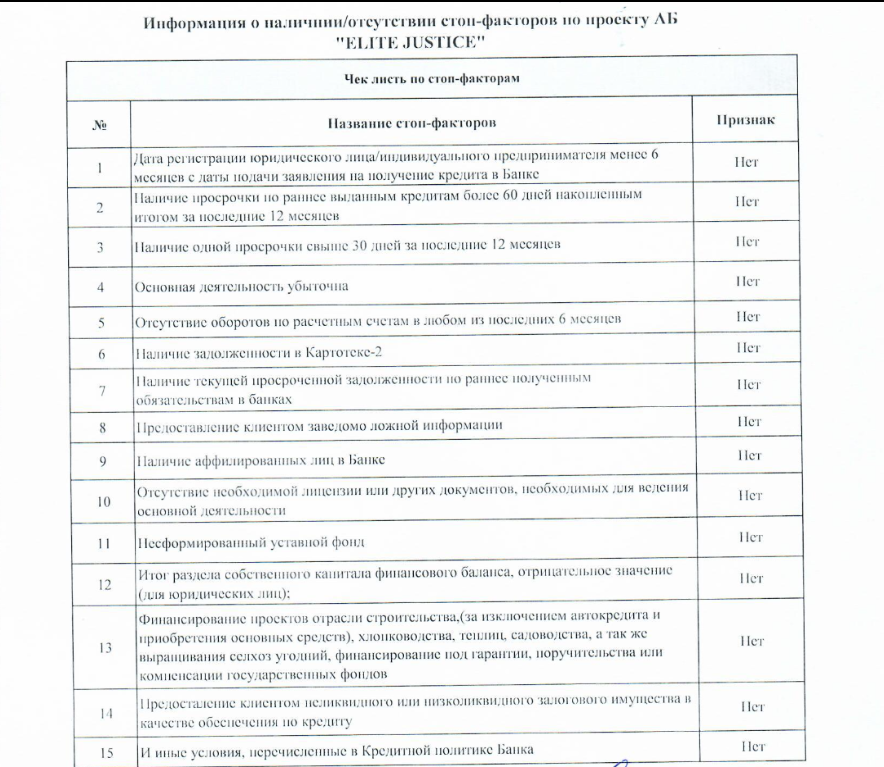 Информация о наличнии/отсутствии стоп-факторов по проекту АБ
"ELITE JUSTICE"
Чек листь по стоп-факторам
№ Название стоп-факторов Признак
1 Дата регистрации юридического лица/индивидуального предпринимателя менее 6 Нет
месяцев с даты подачи заявления на получение кредита в Банке
2 Наличие просрочки по раннее выданным кредитам более 60 дней накопленным Нет
итогом за последние 12 месяцев
3 Наличие одной просрочки свыше 30 дней за последние 12 месяцев Нет
4 Основная деятельность убыточна Нет
5 Отсутствие оборотов по расчетным счетам в любом из последних 6 месяцев Нет
6 Наличие задолженности в Картотеке-2 Нет
7 Наличие текущей просроченной задолженности по раннее полученным Нет
обязательствам в банках
8 Предоставление клиентом заведомо ложной информации Нет
9 Наличие аффилированных лиц в Банке Нет
10 Отсутствие необходимой лицензии или других документов, необходимых для ведения Нет
основной деятельности
11 Несформированный уставной фонд Нет
12 Итог раздела собственного капитала финансового баланса, отрицательное значение Нет
(для юридических лиц);
13 Финансирование проектов отрасли строительства,(за изключением автокредита и Нет
приобретения основных средств), хлопководства, теплиц, садоводства, а так же
выращивания селхоз угодний, финансирование под гарантии, поручительства или
компенсации государственных фондов
14 Предосталение клиентом неликвидного или низколиквидного залогового имущества в Нет
качестве обеспечения по кредиту
15 И иные условия, перечисленные в Кредитной политике Банка Нет